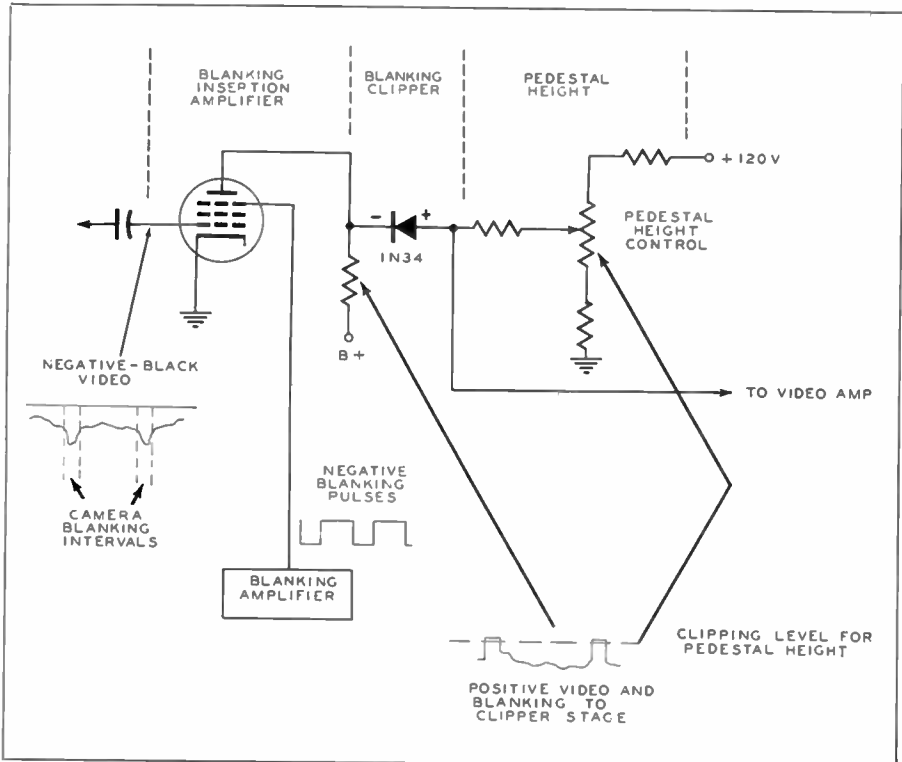 BLANKING
INSEPTION
AMPLIFIER
BLANKING
CLIPPER
PEDESTAL
HEIGHT
+120V
- +
1N34
PEDESTAL
HEIGHT
CONTROL
B+
NEGATIVE-BLACK
VIDEO
TO VIDEO AMP
CAMERA
BLANKING
INTERVALS
NEGATIVE
BLANKING
PULSES
BLANKING
AMPLIFIER
CLIPPING LEVEL FOR
PEDESTAL HEIGHT
POSITIVE VIDEO AND
BLANKING TO
CLIPPER STAGE